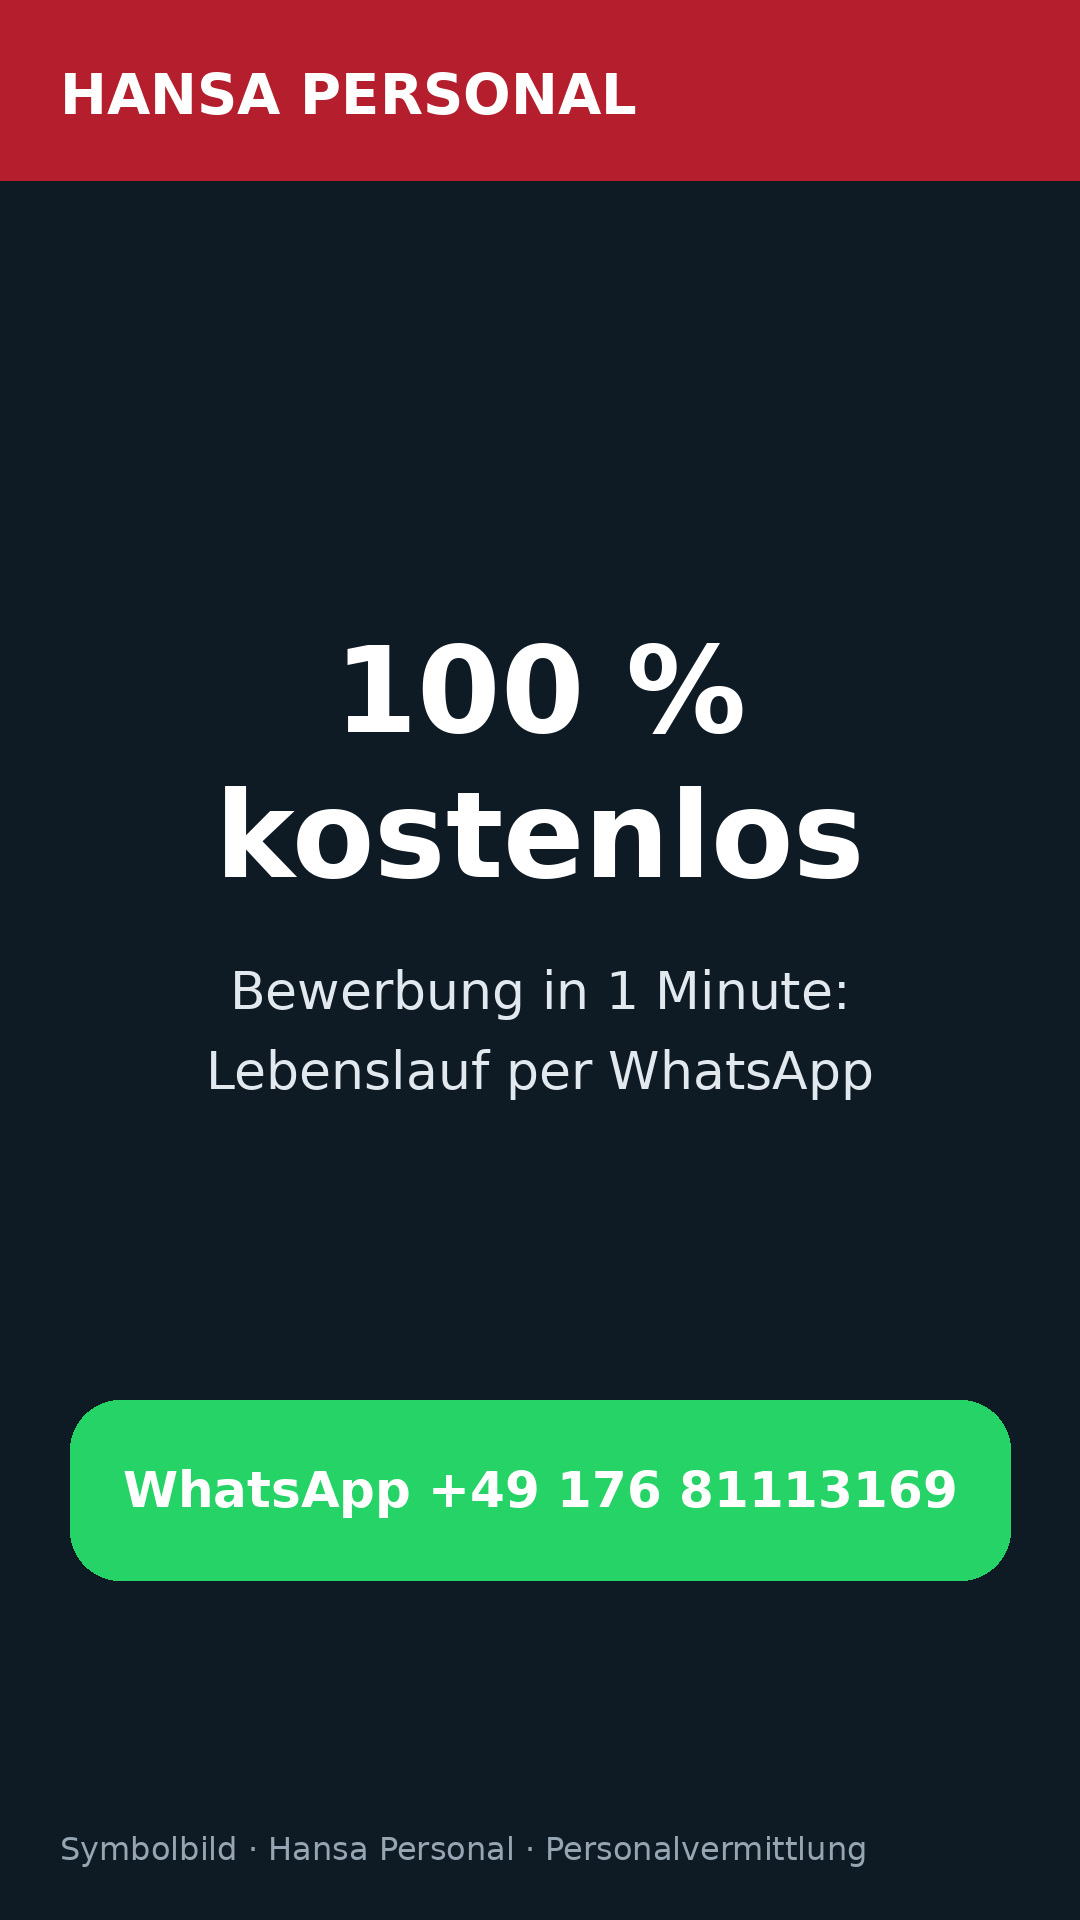 HANSA PERSONAL
100 %
kostenlos
Bewerbung in 1 Minute:
Lebenslauf per WhatsApp
WhatsApp +49 176 81113169
Symbolbild · Hansa Personal · Personalvermittlung